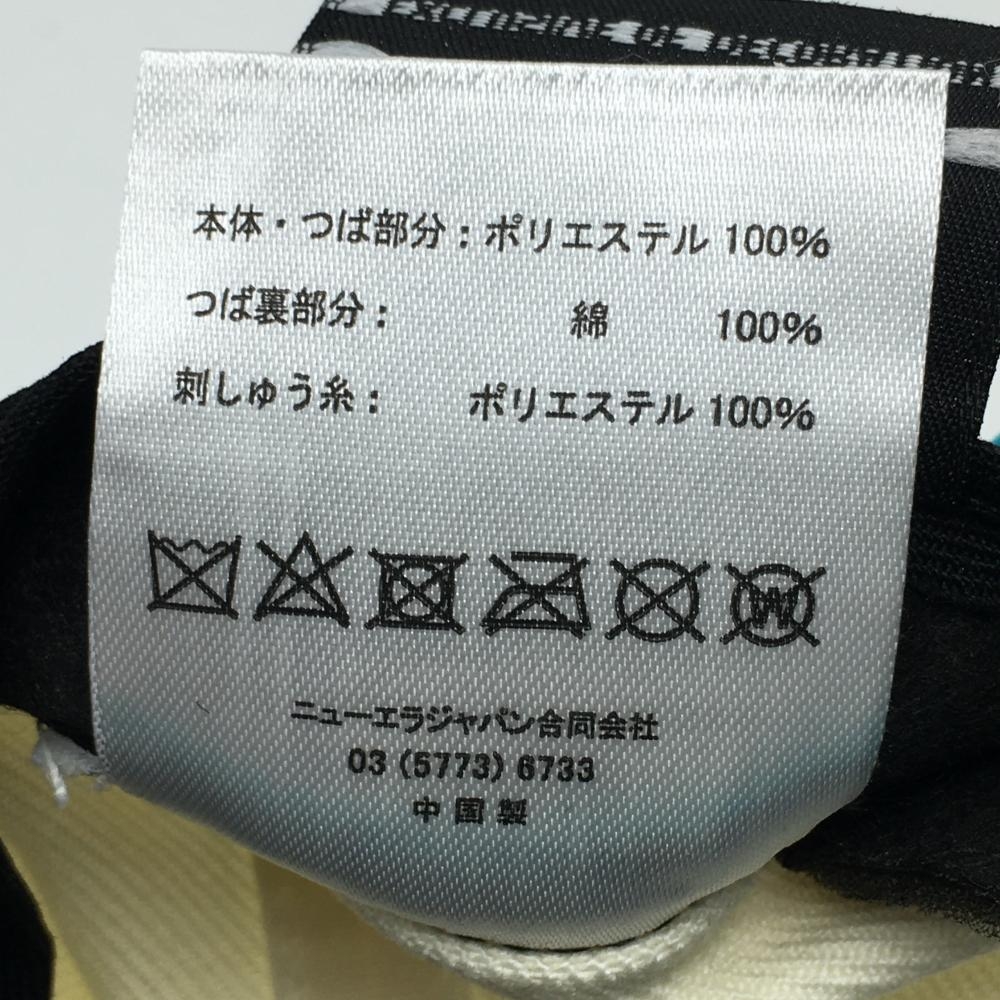 本体・つば部分：ポリエステル 100%
つば裏部分： 綿 100%
刺しゅう糸： ポリエステル 100%
W
ニューエラジャパン合同会社
03 (5773) 6733
中国製